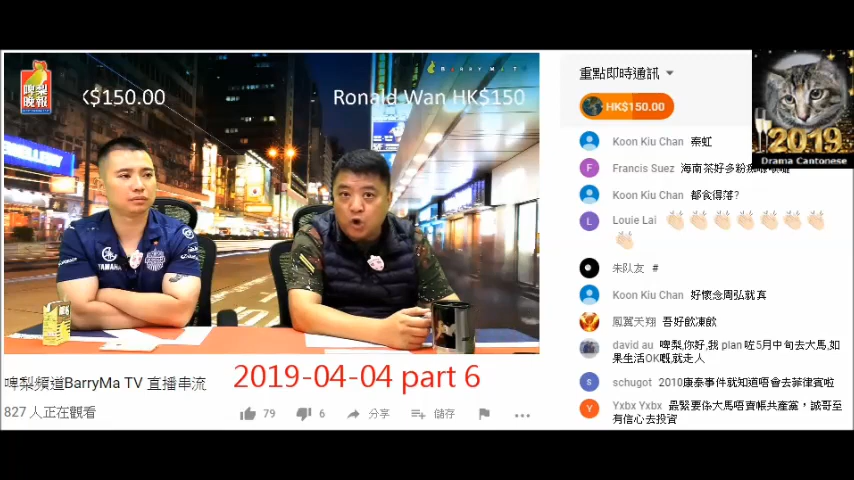 啤梨晚報
K$150.00
BARRYMATV
Ronald Wan HK$150
YAMAHA
重點即時通訊
HK$150.00
2019
Drama Cantonese
Koon Kiu Chan 秦虹
Francis Suez 海南茶好多粉
Koon Kiu Chan 都食得落?
Louie Lai 👏🏻👏🏻👏🏻👏🏻👏🏻👏🏻👏🏻
👏🏻
朱队友 #
Koon Kiu Chan 好懷念周弘就真
鳳翼天翔 吾好飲凍飲
david au 啤梨,你好,我 plan 咗5月中旬去大馬,如
果生活OK嘅,就走人
schugot 2010康泰事件就知道唔會去菲律賓啦
Yxbx Yxbx 最緊要係大馬唔賣帳共產黨,誠哥至
有信心去投資
啤梨頻道BarryMa TV 直播串流
2019-04-04 part 6
827 人正在觀看
79
6
分享
儲存